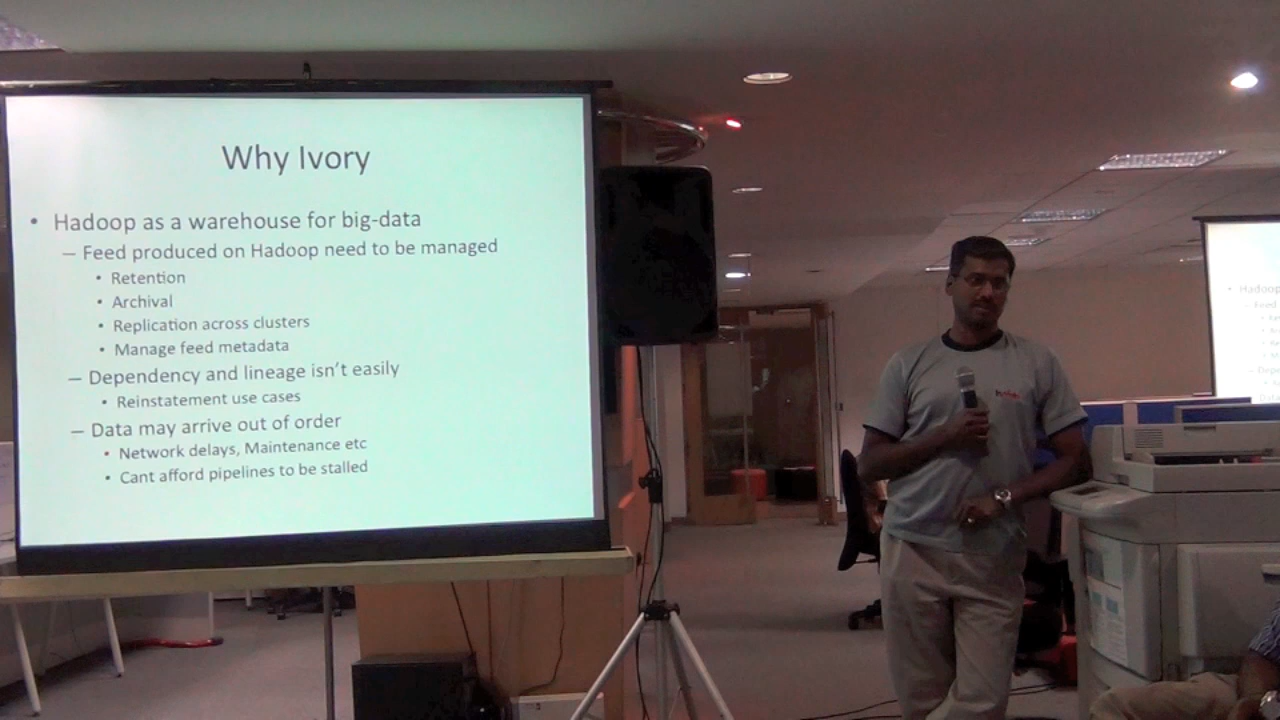 Why Ivory
• Hadoop as a warehouse for big-data
– Feed produced on Hadoop need to be managed
• Retention
• Archival
• Replication across clusters
• Manage feed metadata
– Dependency and lineage isn't easily
• Reinstatement use cases
– Data may arrive out of order
• Network delays, Maintenance etc
• Cant afford pipelines to be stalled
• Hadoop
– Feed